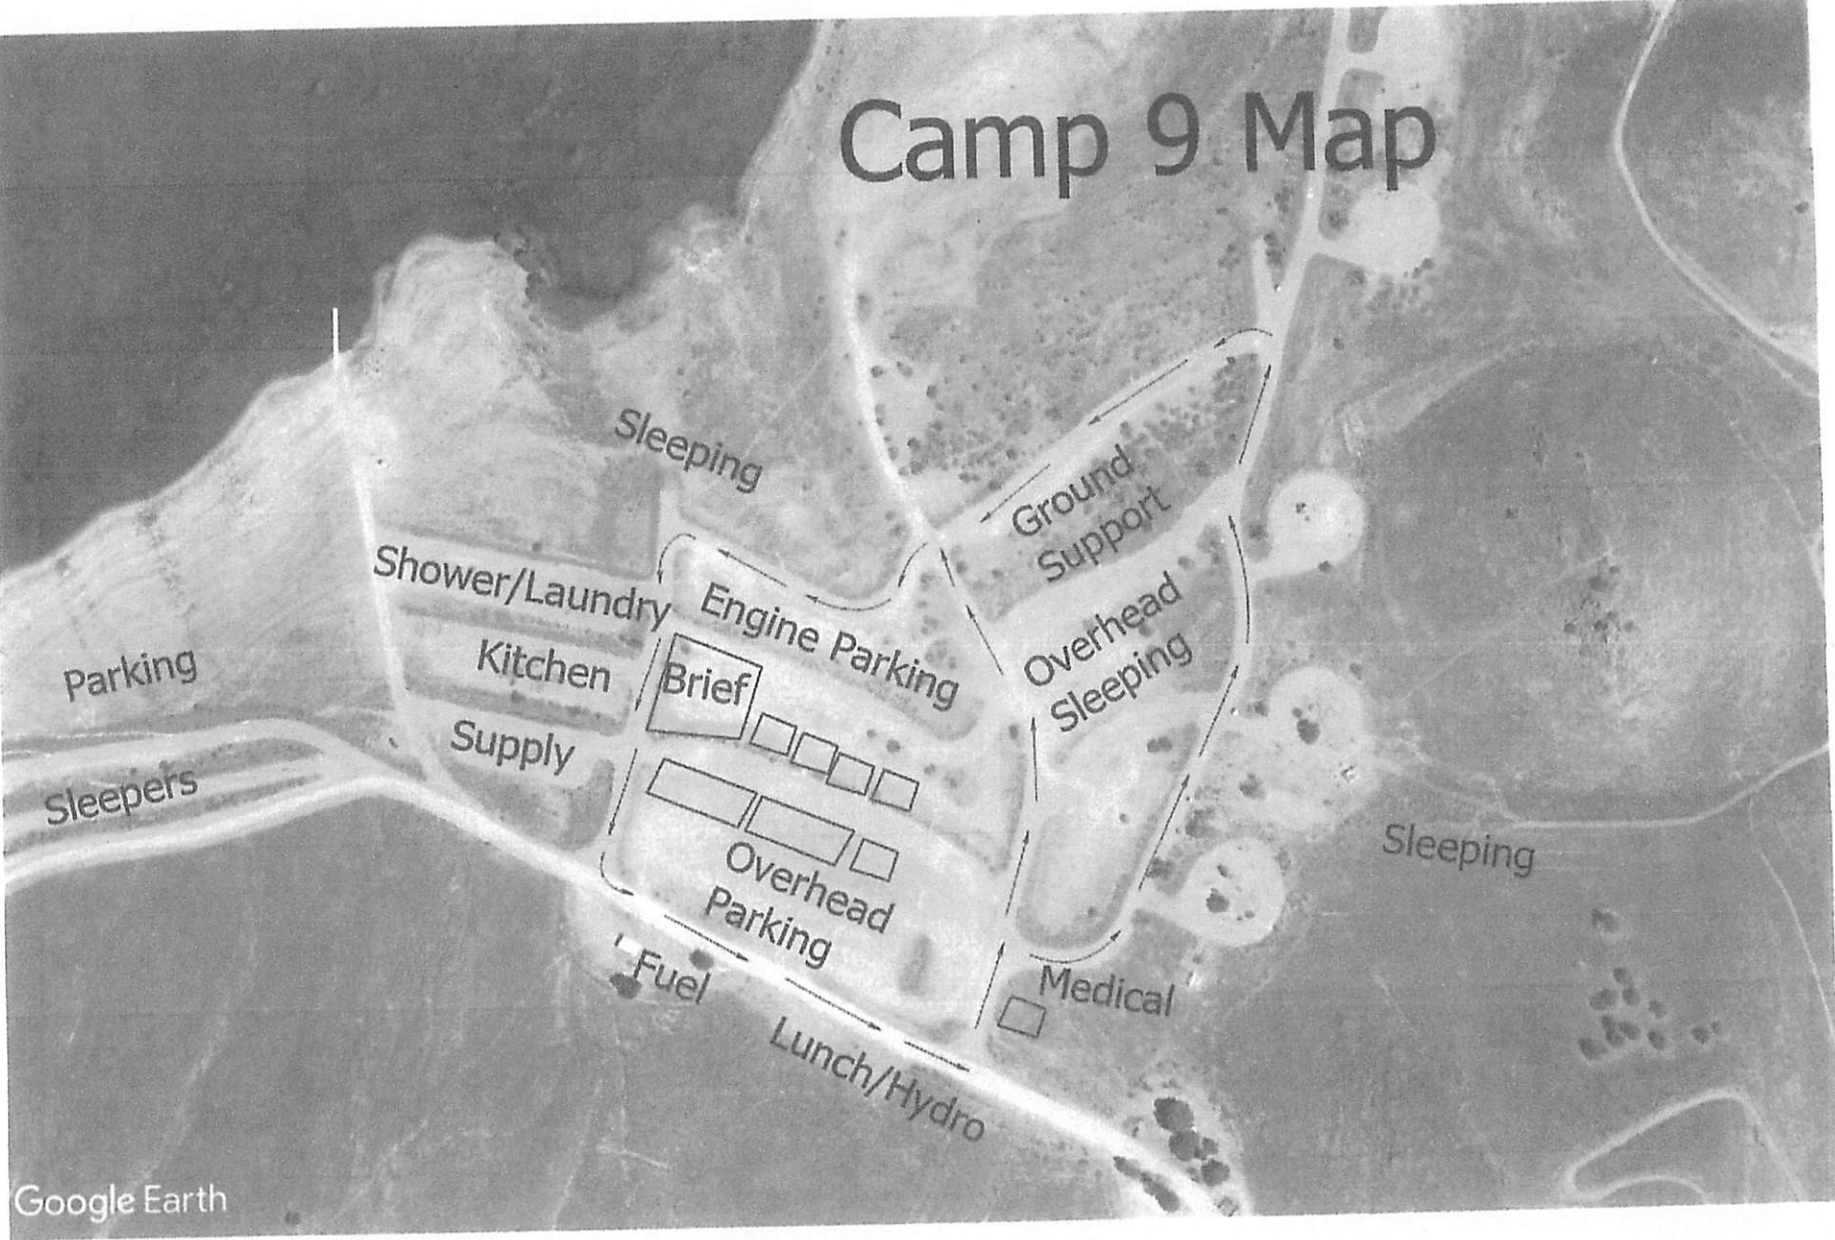 Camp 9 Map
Sleeping
Ground
Support
Shower/Laundry
Engine Parking
Overhead
Sleeping
Parking
Kitchen
Brief
Supply
Sleepers
Overhead
Parking
Sleeping
Fuel
Medical
Lunch/Hydro
Google Earth